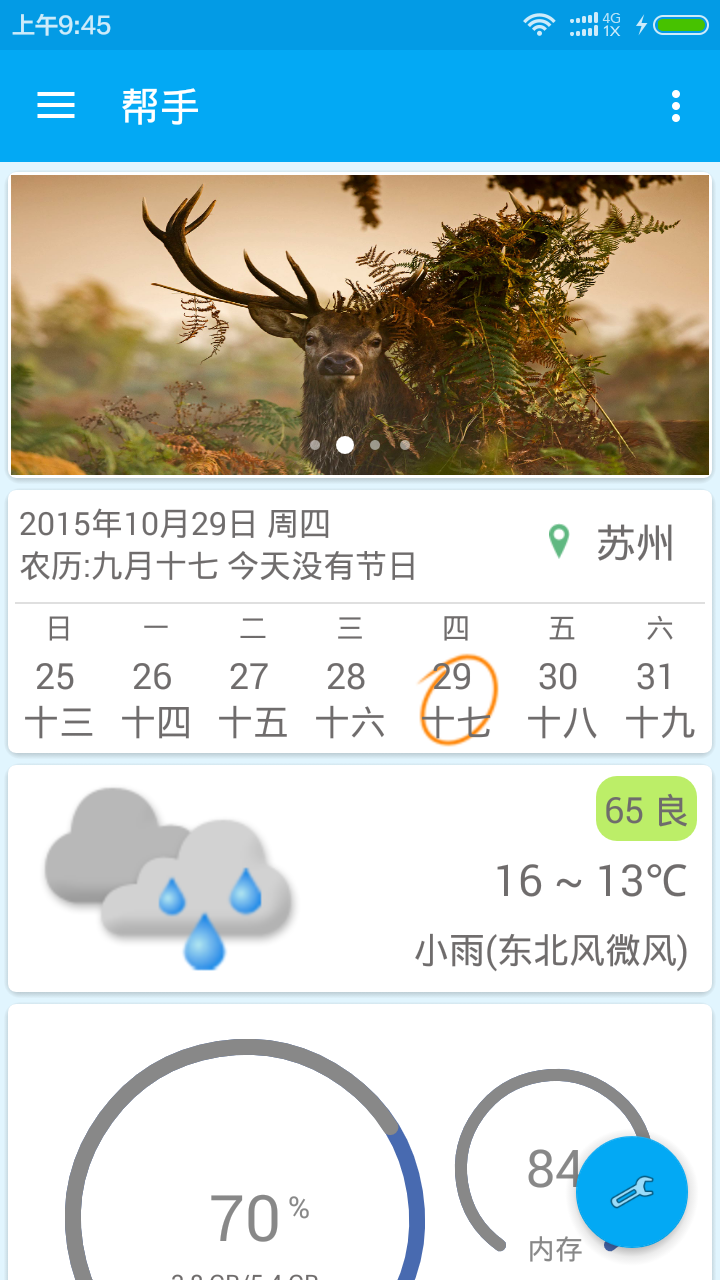 上午9:45
4G
1X
帮手
2015年10月29日 周四
农历:九月十七 今天没有节日
苏州
日 一 二 三 四 五 六
25 26 27 28 29 30 31
十三 十四 十五 十六 十七 十八 十九
65 良
16 ~ 13℃
小雨(东北风微风)
70%
84
内存